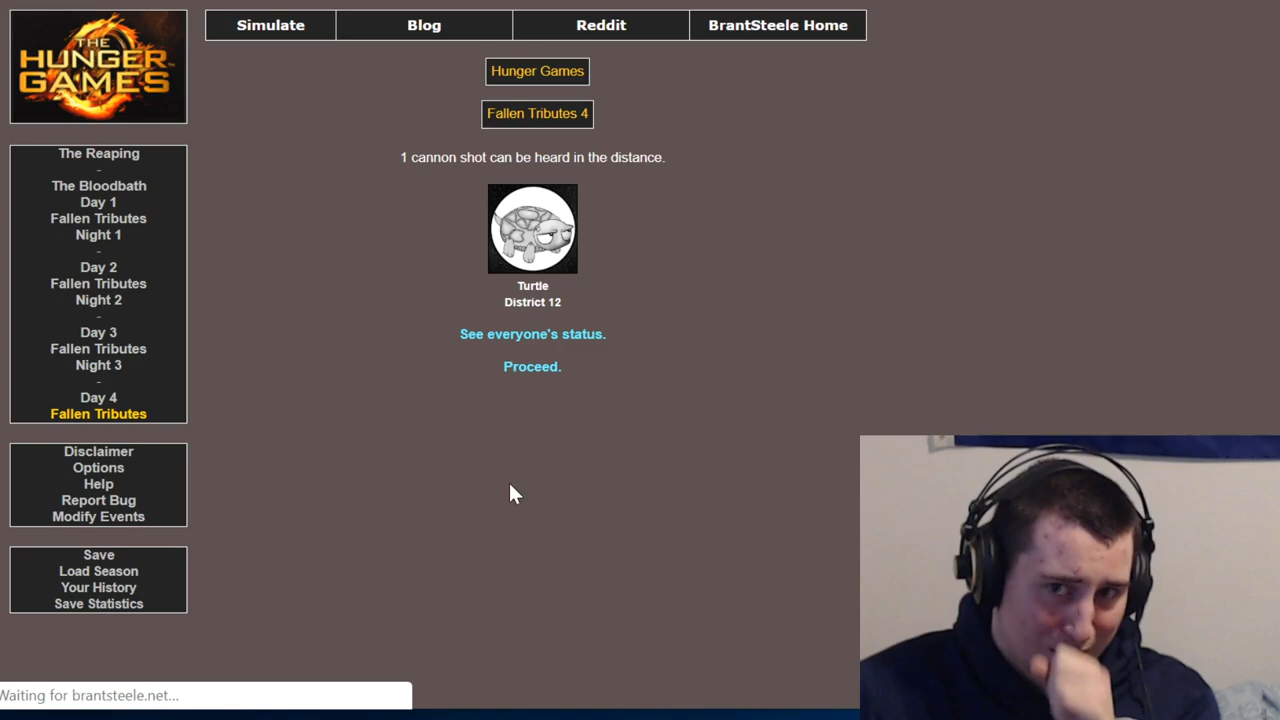 THE
HUNGER
GAMES
Simulate
Blog
Reddit
BrantSteele Home
Hunger Games
Fallen Tributes 4
1 cannon shot can be heard in the distance.
Turtle
District 12
See everyone's status.
Proceed.
The Reaping
-
The Bloodbath
Day 1
Fallen Tributes
Night 1
-
Day 2
Fallen Tributes
Night 2
-
Day 3
Fallen Tributes
Night 3
-
Day 4
Fallen Tributes
Disclaimer
Options
Help
Report Bug
Modify Events
Save
Load Season
Your History
Save Statistics
Waiting for brantsteele.net...